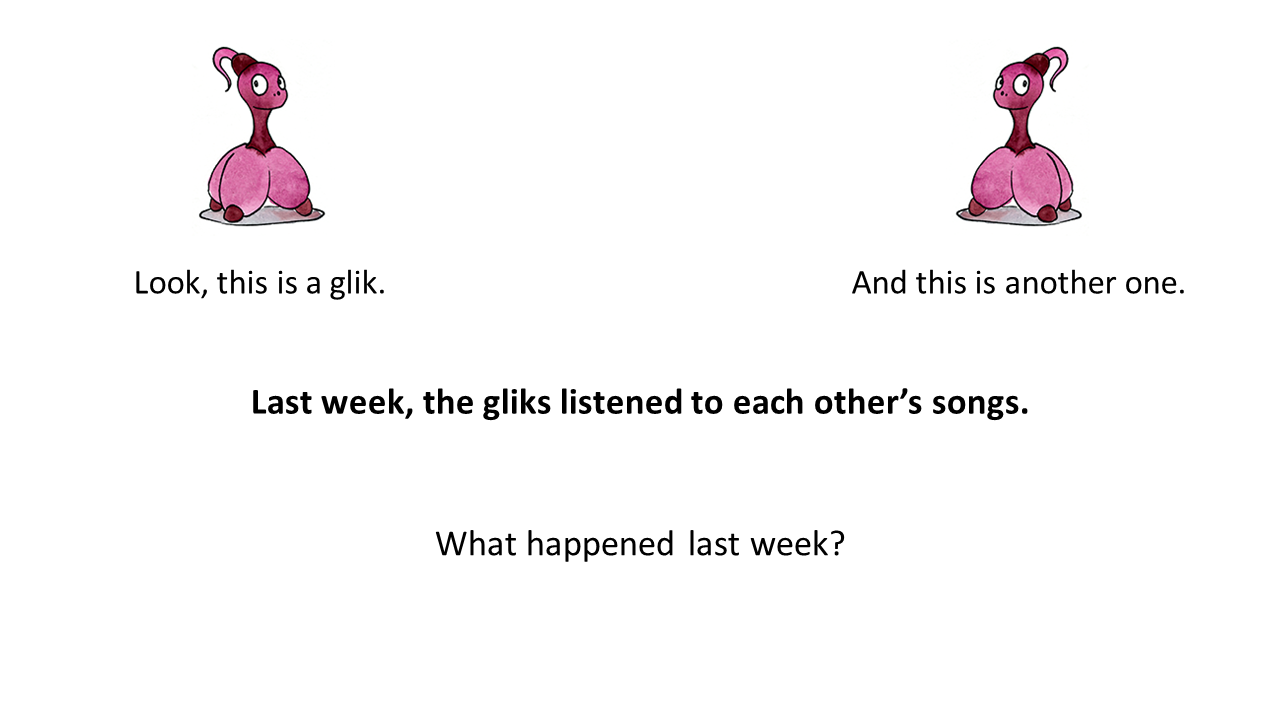 Look, this is a glik.
And this is another one.
Last week, the gliks listened to each other’s songs.
What happened last week?